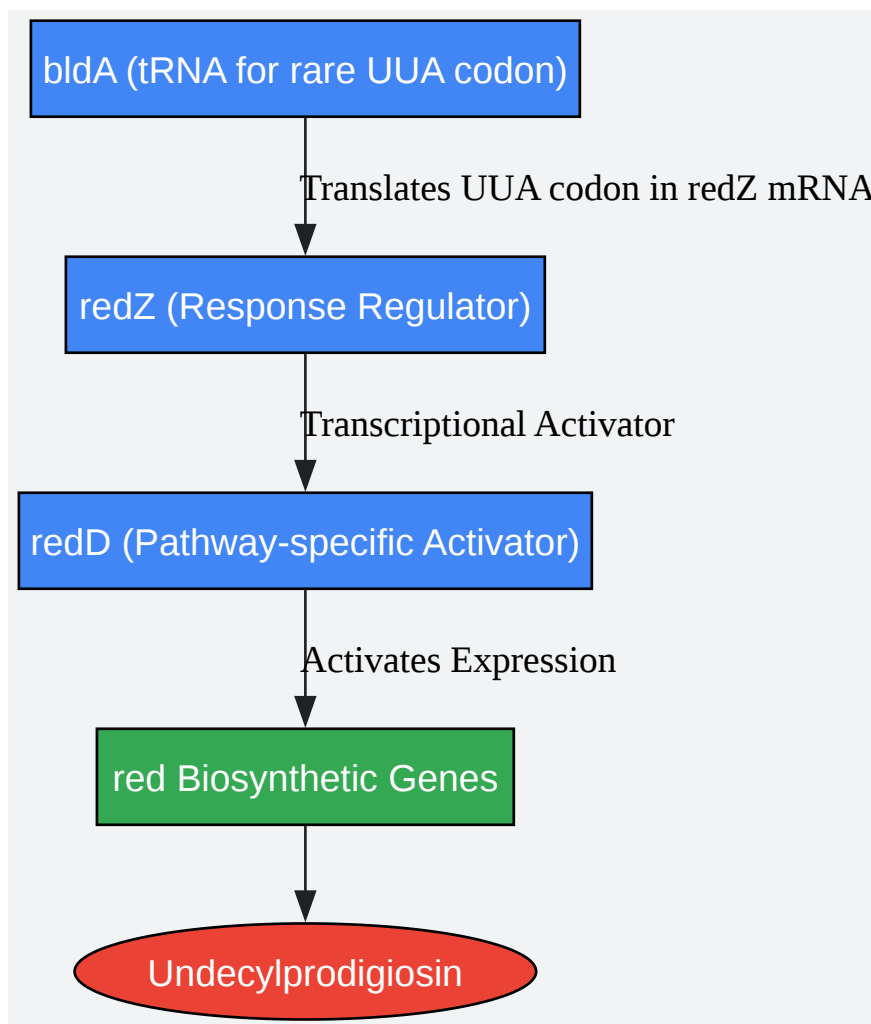 bldA (tRNA for rare UUA codon)
Translates UUA codon in redZ mRNA
redZ (Response Regulator)
Transcriptional Activator
redD (Pathway-specific Activator)
Activates Expression
red Biosynthetic Genes
Undecylprodigiosin